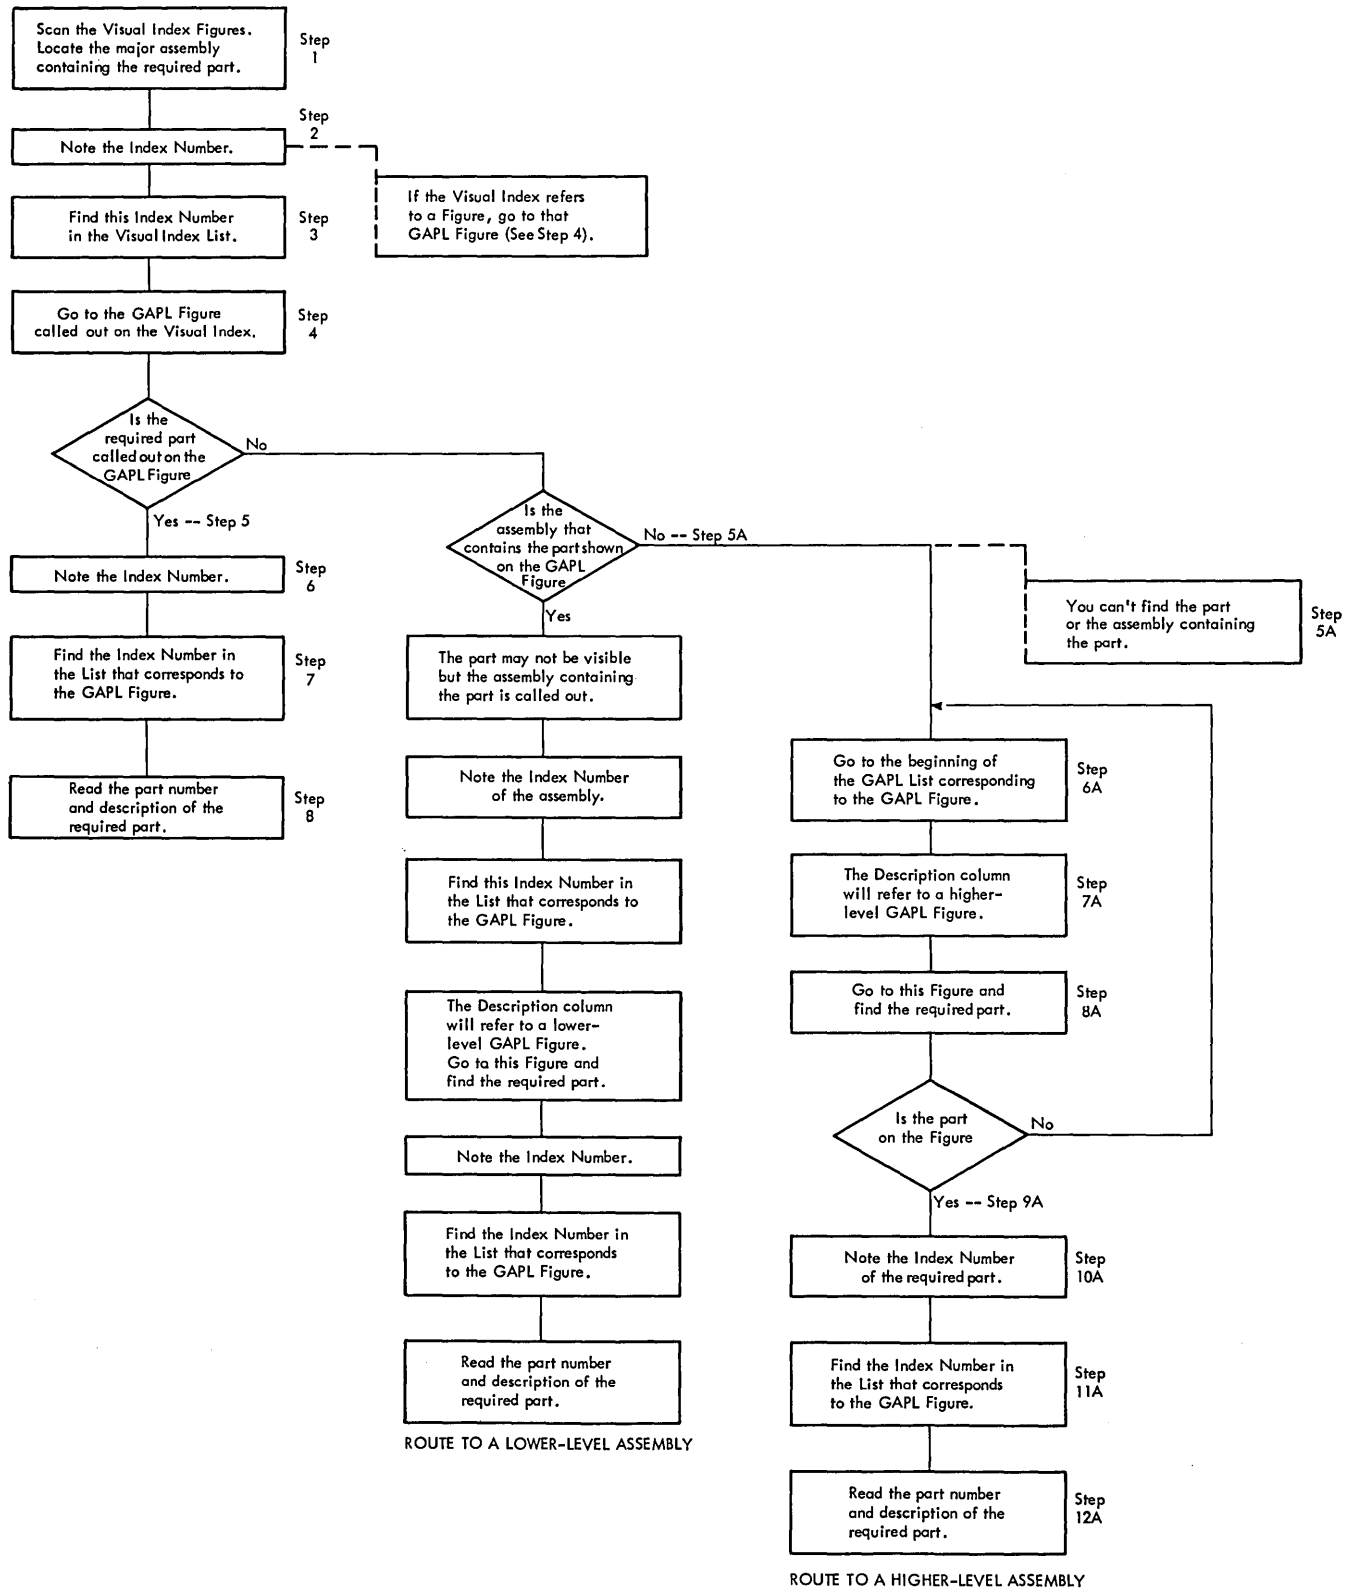 Scan the Visual Index Figures.
Locate the major assembly
containing the required part.
Step
1
Step
2
Note the Index Number.
If the Visual Index refers
to a Figure, go to that
GAPL Figure (See Step 4).
Find this Index Number
in the Visual Index List.
Step
3
Go to the GAPL Figure
called out on the Visual Index.
Step
4
Is the
required part
called out on the
GAPL Figure
No
Yes -- Step 5
Note the Index Number.
Step
6
Find the Index Number in
the List that corresponds to
the GAPL Figure.
Step
7
Read the part number
and description of the
required part.
Step
8
Is the
assembly that
contains the part shown
on the GAPL
Figure
No -- Step 5A
Yes
The part may not be visible
but the assembly containing
the part is called out.
Note the Index Number
of the assembly.
Find this Index Number in
the List that corresponds to
the GAPL Figure.
The Description column
will refer to a lower-
level GAPL Figure.
Go to this Figure and
find the required part.
Note the Index Number.
Find the Index Number in
the List that corresponds
to the GAPL Figure.
Read the part number
and description of the
required part.
ROUTE TO A LOWER-LEVEL ASSEMBLY
You can't find the part
or the assembly containing
the part.
Step
5A
Go to the beginning of
the GAPL List corresponding
to the GAPL Figure.
Step
6A
The Description column
will refer to a higher-
level GAPL Figure.
Step
7A
Go to this Figure and
find the required part.
Step
8A
Is the part
on the Figure
No
Yes -- Step 9A
Note the Index Number
of the required part.
Step
10A
Find the Index Number in
the List that corresponds
to the GAPL Figure.
Step
11A
Read the part number
and description of the
required part.
Step
12A
ROUTE TO A HIGHER-LEVEL ASSEMBLY